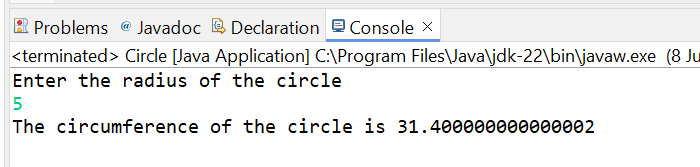 Problems @ Javadoc Declaration Console ×
<terminated> Circle [Java Application] C:\Program Files\Java\jdk-22\bin\javaw.exe (8 Ju
Enter the radius of the circle
5
The circumference of the circle is 31.400000000000002